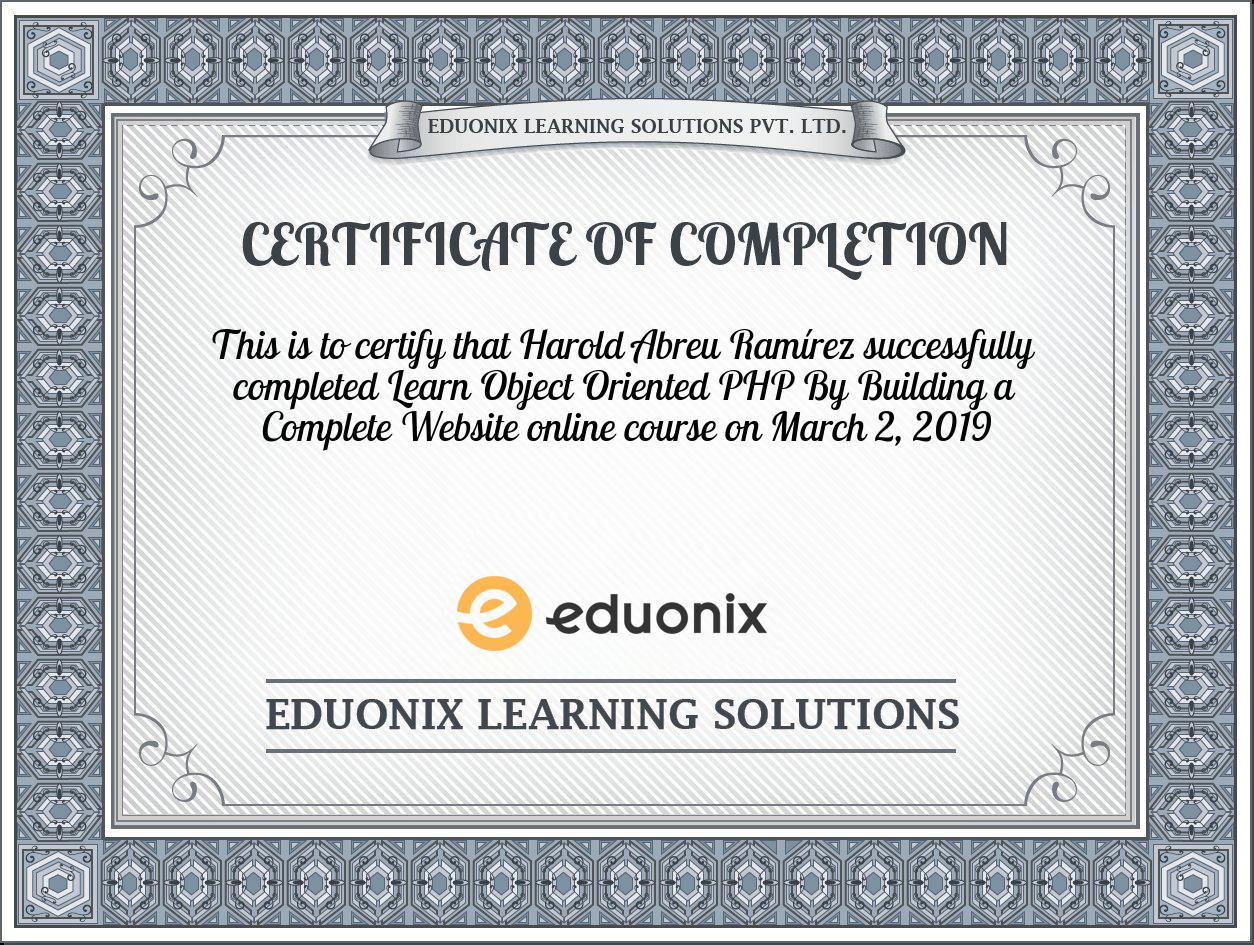 EDUONIX LEARNING SOLUTIONS PVT. LTD.
CERTIFICATE OF COMPLETION
This is to certify that Harold Abreu Ramírez successfully
completed Learn Object Oriented PHP By Building a
Complete Website online course on March 2, 2019
e eduonix
EDUONIX LEARNING SOLUTIONS